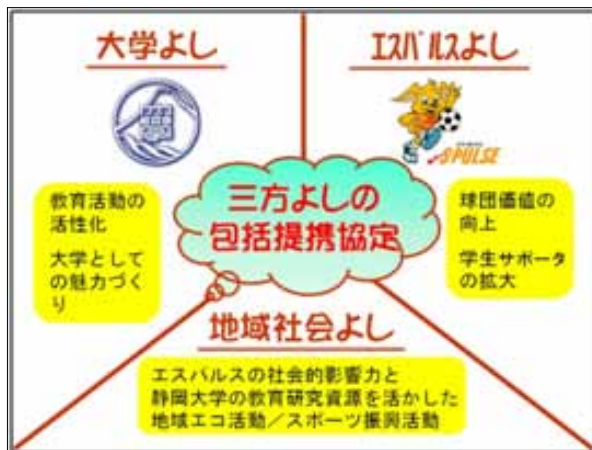 大学よし
エスパルスよし
S-PULSE
三方よしの
包括提携協定
教育活動の
活性化
大学として
の魅力づく
り
球団価値の
向上
学生サポータ
の拡大
地域社会よし
エスパルスの社会的影響力と
静岡大学の教育研究資源を活かした
地域エコ活動／スポーツ振興活動